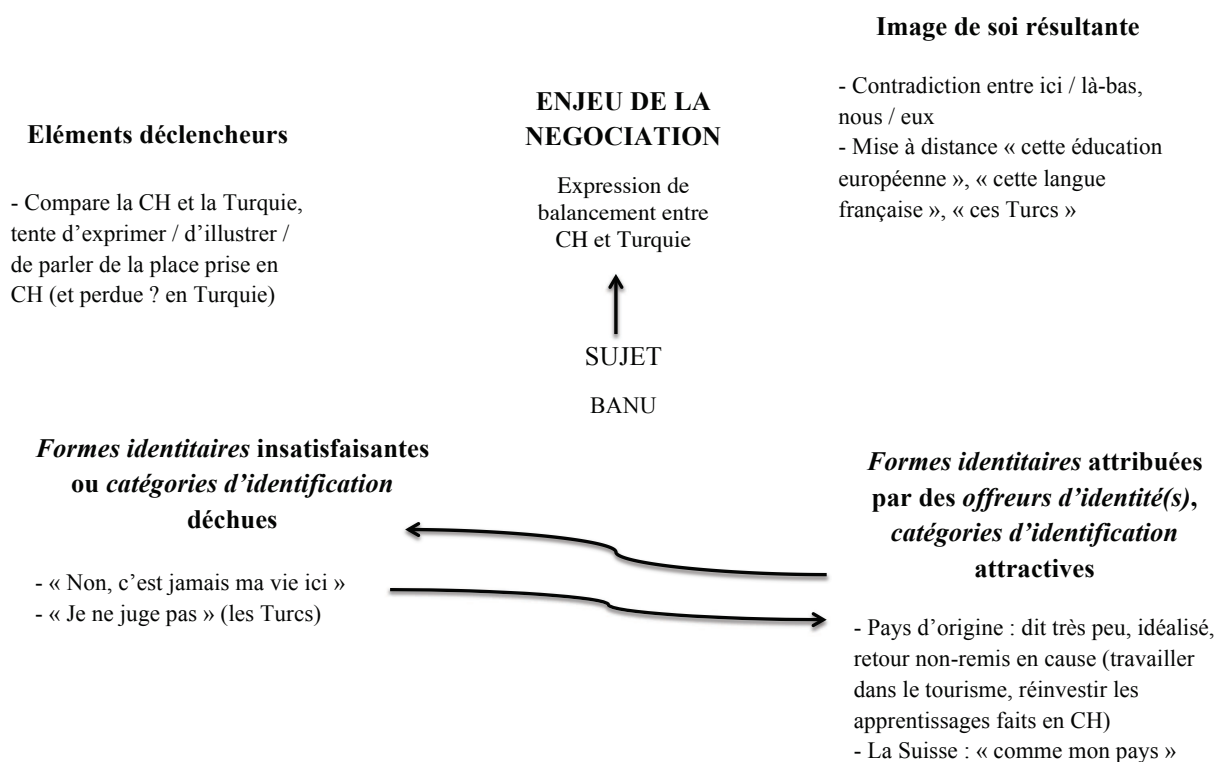 Image de soi résultante
- Contradiction entre ici / là-bas,
nous / eux
- Mise à distance « cette éducation
européenne », « cette langue
française », « ces Turcs »
ENJEU DE LA
NEGOCIATION
Expression de
balancement entre
CH et Turquie
Eléments déclencheurs
- Compare la CH et la Turquie,
tente d’exprimer / d’illustrer /
de parler de la place prise en
CH (et perdue ? en Turquie)
SUJET
BANU
Formes identitaires insatisfaisantes
ou catégories d’identification
déchues
- « Non, c’est jamais ma vie ici »
- « Je ne juge pas » (les Turcs)
Formes identitaires attribuées
par des offreurs d’identité(s),
catégories d’identification
attractives
- Pays d’origine : dit très peu, idéalisé,
retour non-remis en cause (travailler
dans le tourisme, réinvestir les
apprentissages faits en CH)
- La Suisse : « comme mon pays »